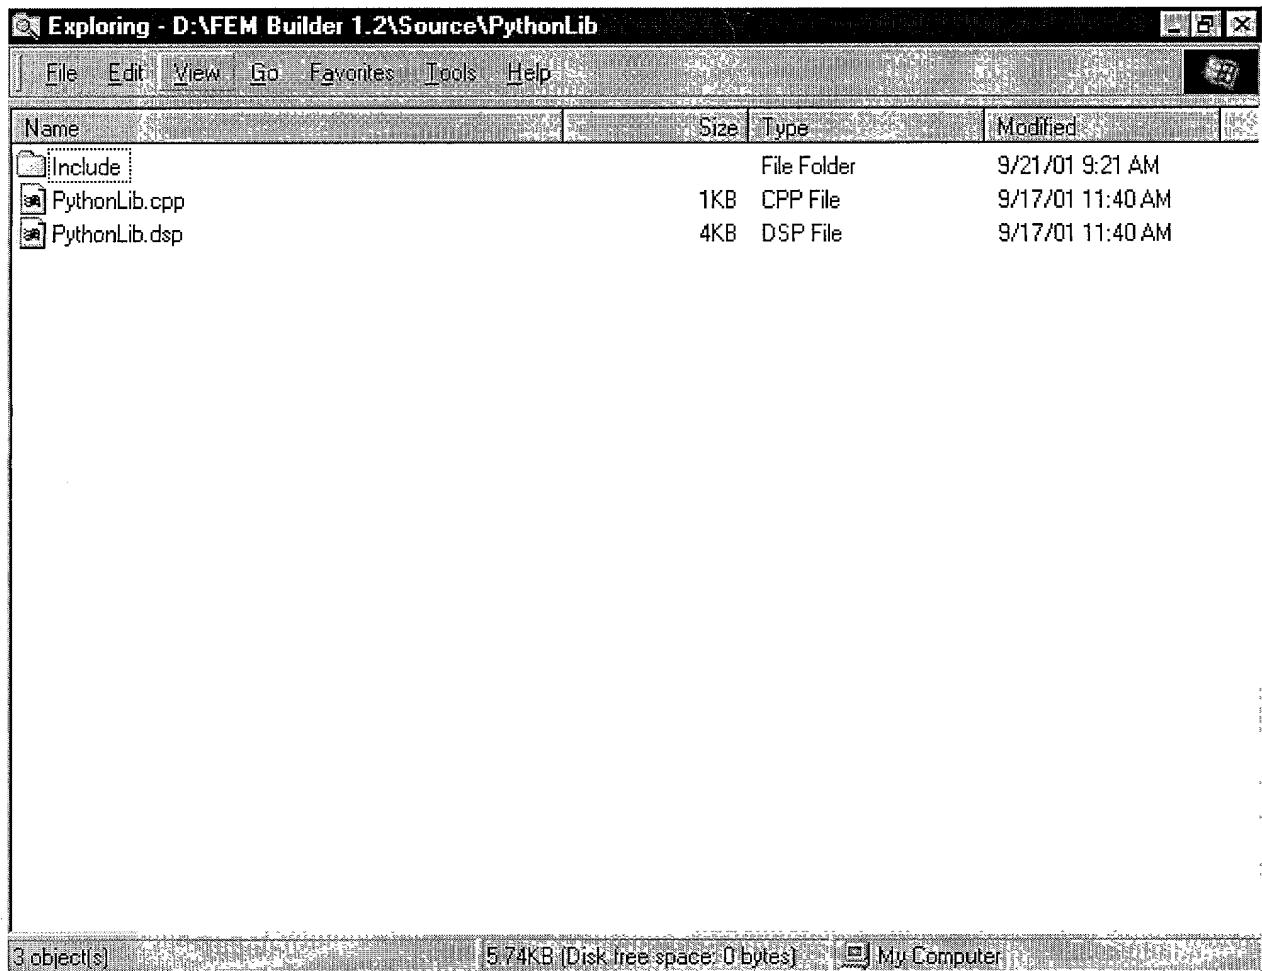 Exploring - D:\FEM Builder 1.2\Source\PythonLib
File Edit View Go Favorites Tools Help
Name Size Type Modified
Include File Folder 9/21/01 9:21 AM
PythonLib.cpp 1KB CPP File 9/17/01 11:40 AM
PythonLib.dsp 4KB DSP File 9/17/01 11:40 AM
3 object(s) 5.74KB (Disk free space: 0 bytes) My Computer